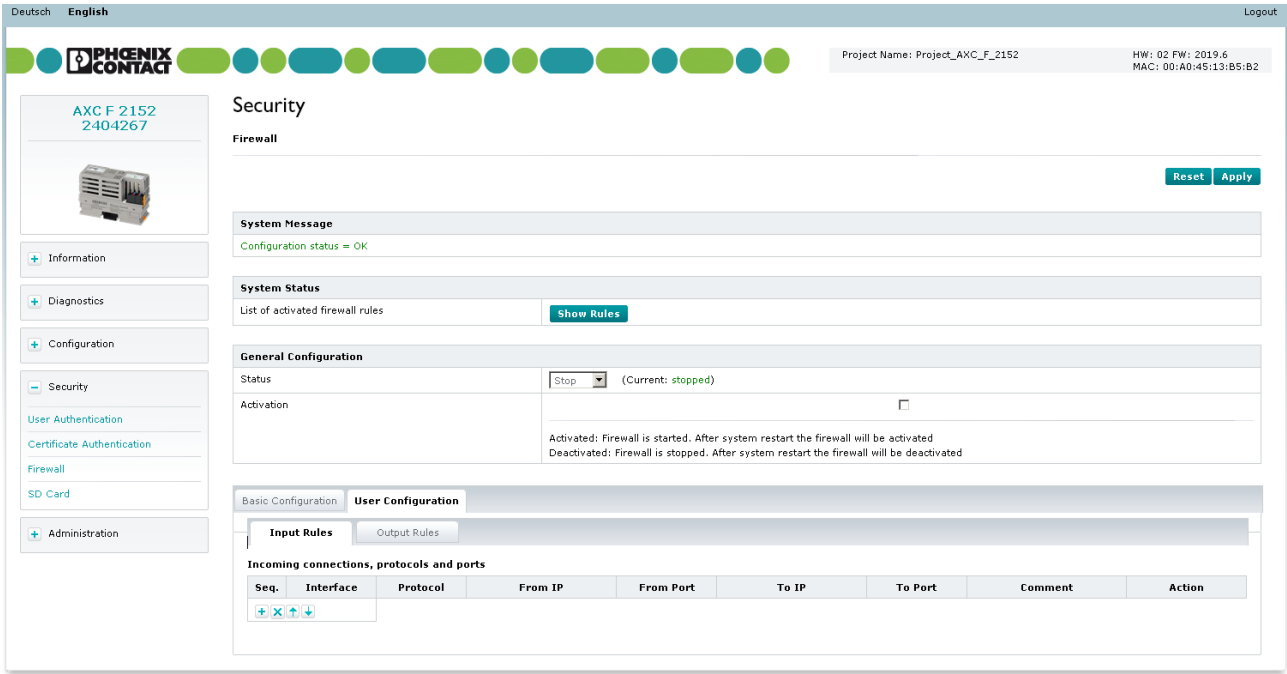 Deutsch English Logout
PHŒNIX
CONTACT
Project Name: Project_AXC_F_2152
HW: 02 FW: 2019.6
MAC: 00:A0:45:13:B5:B2
AXC F 2152
2404267
Information
Diagnostics
Configuration
Security
User Authentication
Certificate Authentication
Firewall
SD Card
Administration
Security
Firewall
Reset Apply
System Message
Configuration status = OK
System Status
List of activated firewall rules Show Rules
General Configuration
Status Stop (Current: stopped)
Activation
Activated: Firewall is started. After system restart the firewall will be activated
Deactivated: Firewall is stopped. After system restart the firewall will be deactivated
Basic Configuration User Configuration
Input Rules Output Rules
Incoming connections, protocols and ports
Seq. Interface Protocol From IP From Port To IP To Port Comment Action